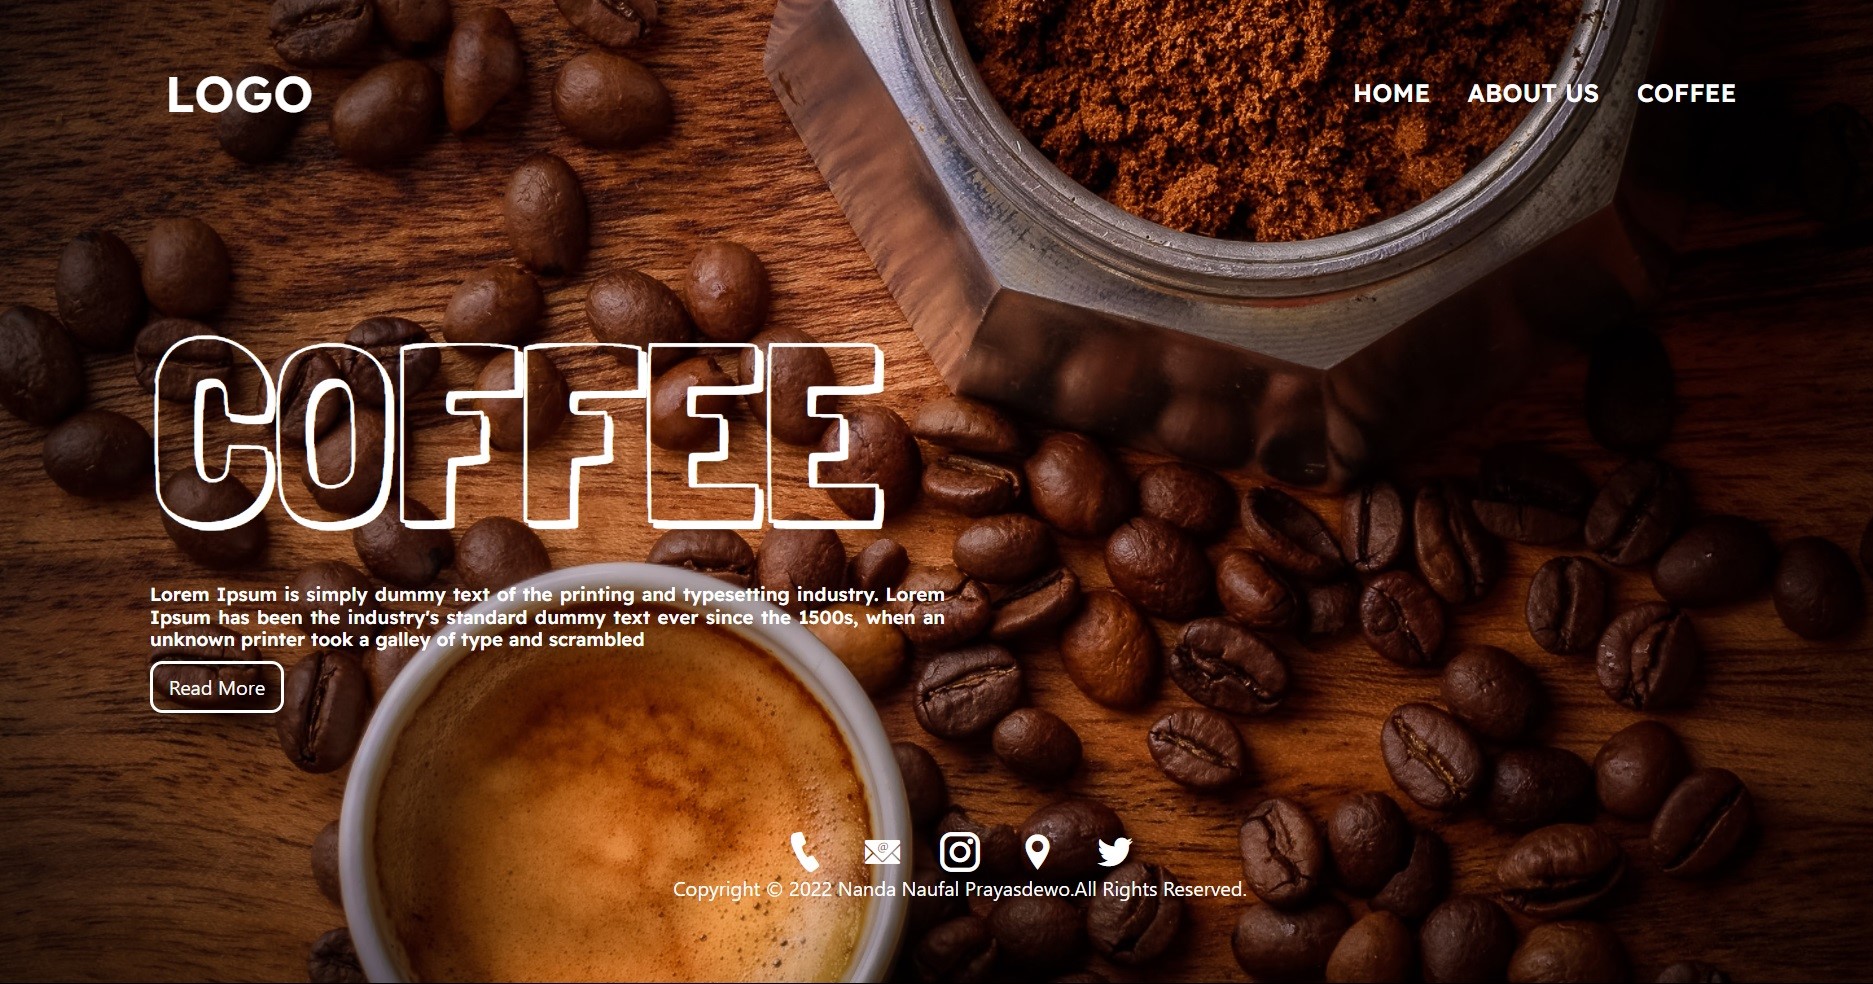 LOGO
HOME ABOUT US COFFEE
COFFEE
Lorem Ipsum is simply dummy text of the printing and typesetting industry. Lorem
Ipsum has been the industry's standard dummy text ever since the 1500s, when an
unknown printer took a galley of type and scrambled
Read More
@
Copyright © 2022 Nanda Naufal Prayasdewo.All Rights Reserved.